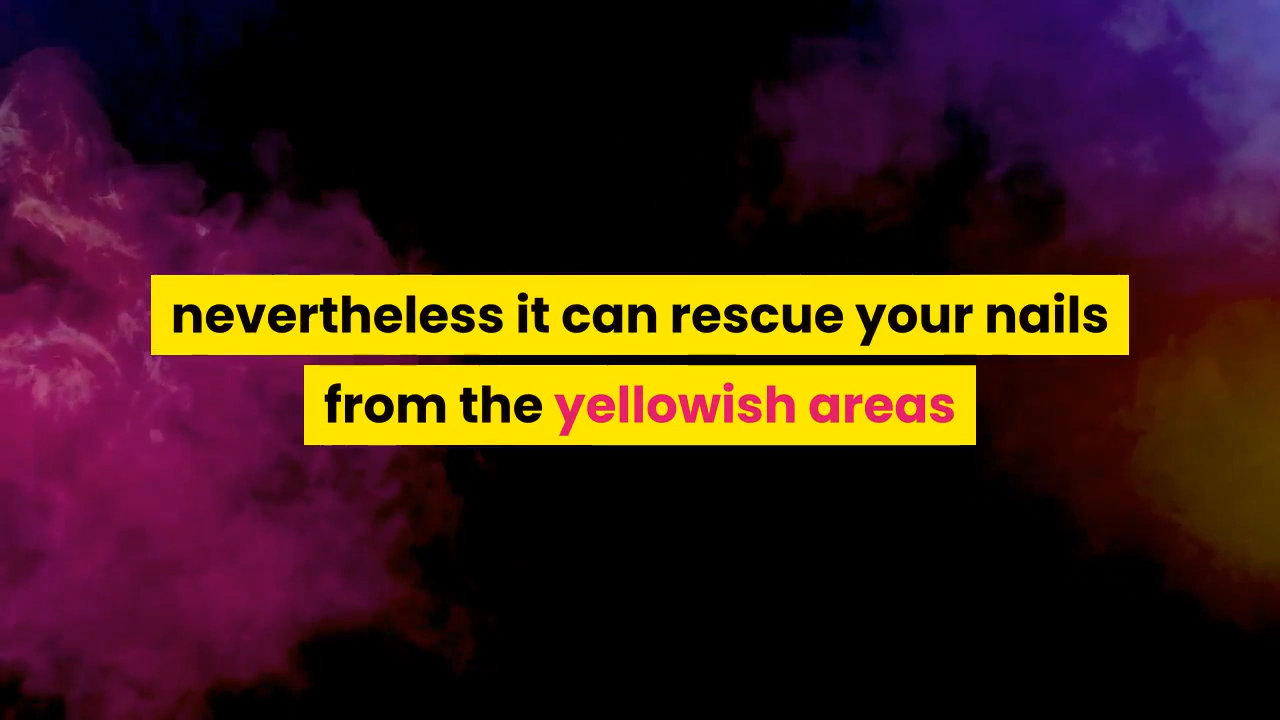 nevertheless it can rescue your nails
from the yellowish areas